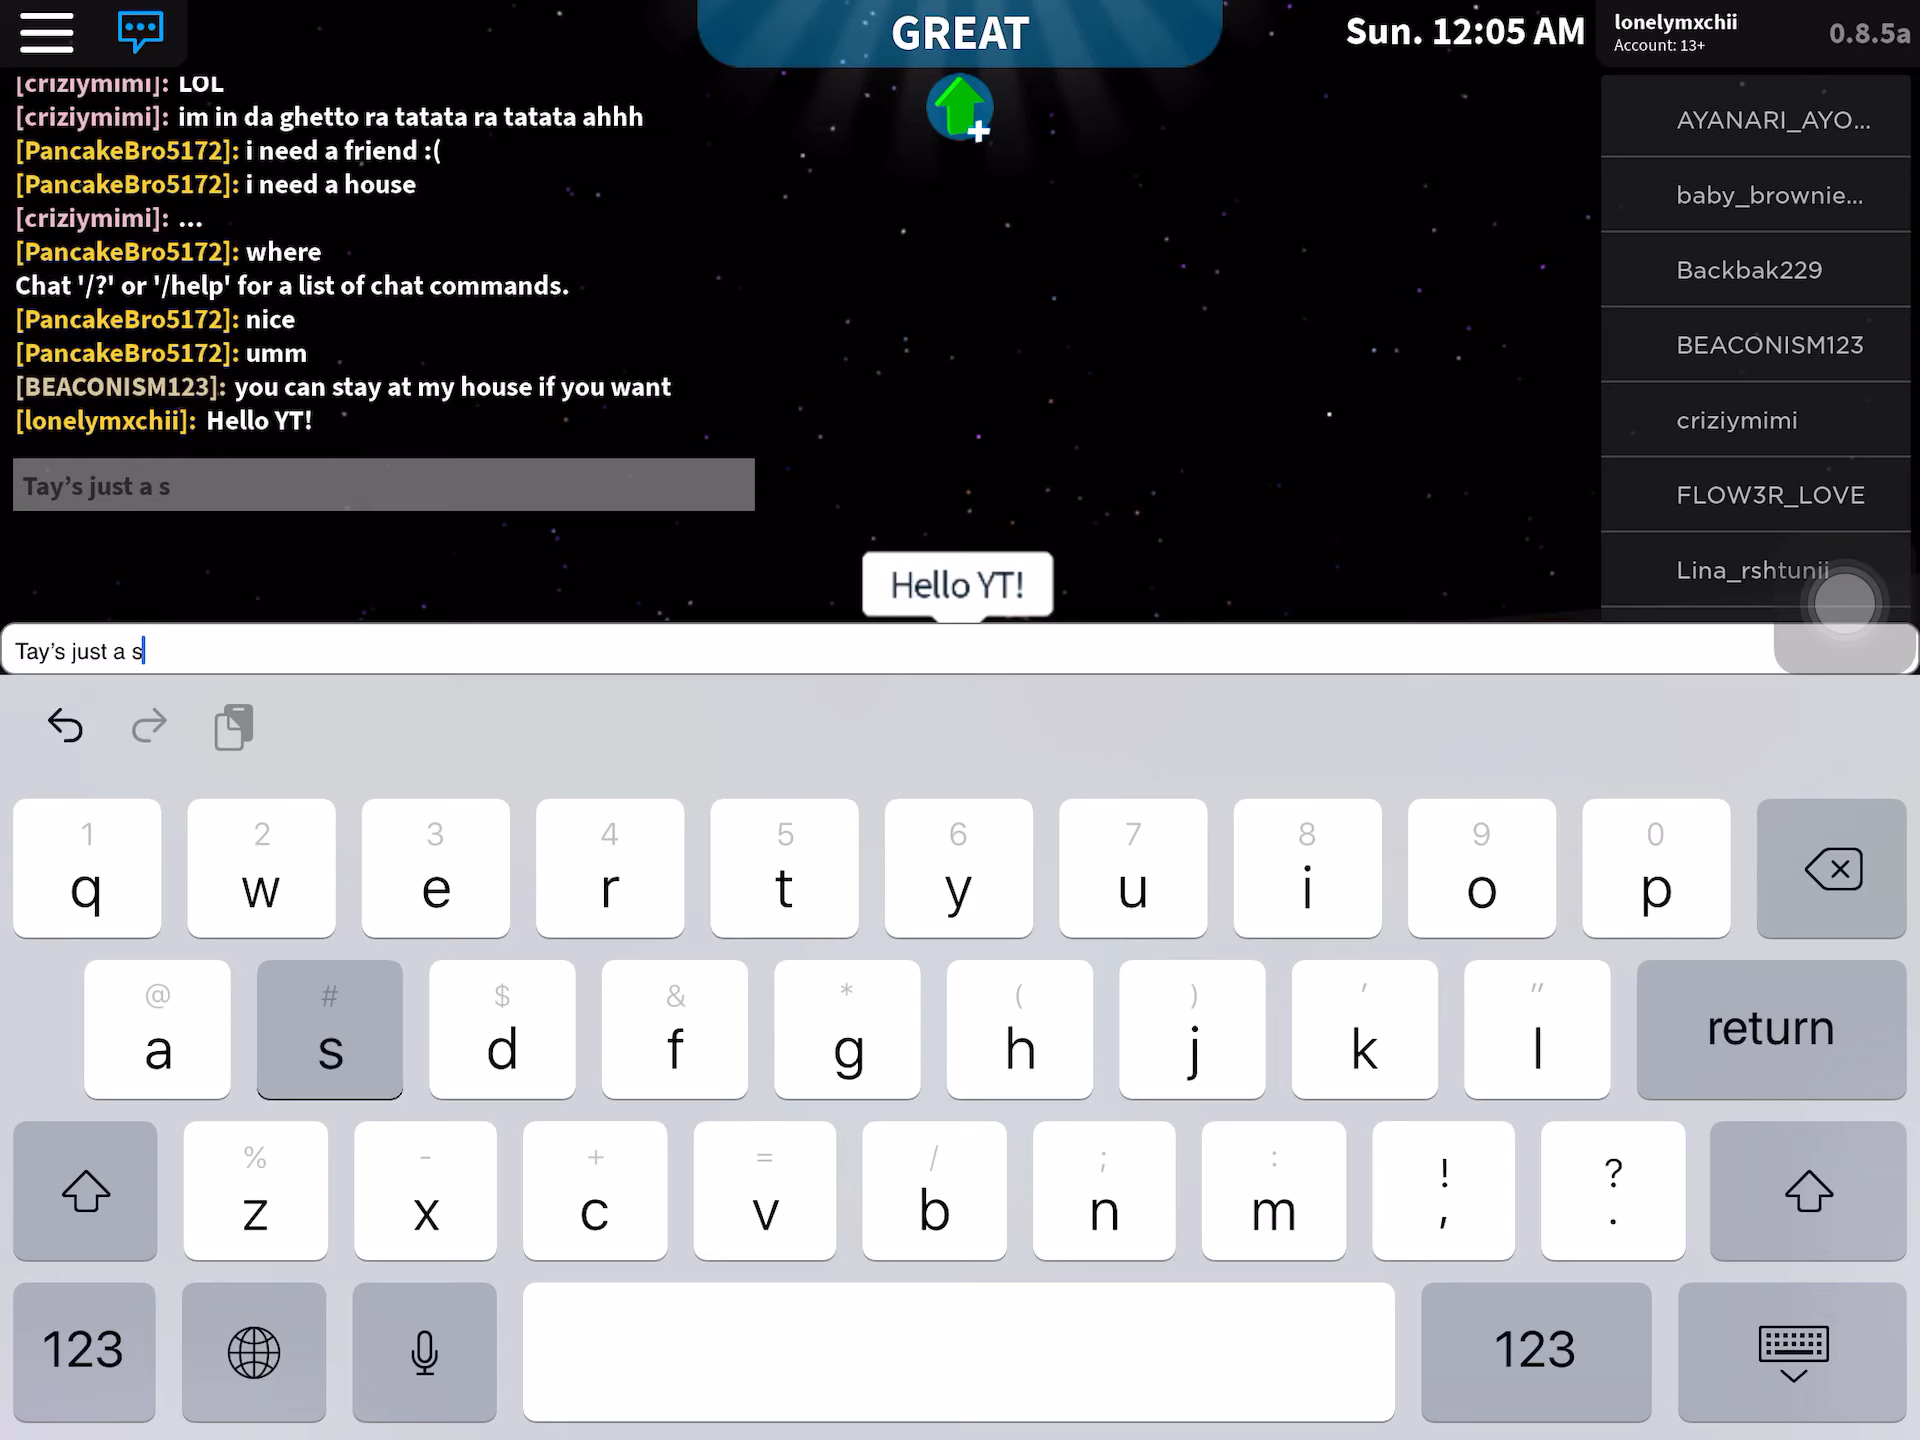 GREAT
Sun. 12:05 AM
lonelymxchii
Account: 13+
0.8.5a
[criziymimi]: LOL
[criziymimi]: im in da ghetto ra tatata ra tatata ahhh
[PancakeBro5172]: i need a friend :(
[PancakeBro5172]: i need a house
[criziymimi]: ...
[PancakeBro5172]: where
Chat '/?' or '/help' for a list of chat commands.
[PancakeBro5172]: nice
[PancakeBro5172]: umm
[BEACONISM123]: you can stay at my house if you want
[lonelymxchii]: Hello YT!
Tay’s just a s
AYANARI_AYO...
baby_brownie...
Backbak229
BEACONISM123
criziymimi
FLOW3R_LOVE
Lina_rshtunii
Hello YT!
Tay’s just a s
1 2 3 4 5 6 7 8 9 0
q w e r t y u i o p
@ # $ & * ( ) ' "
a s d f g h j k l return
% - + = / ; : ! ?
z x c v b n m , .
123 123